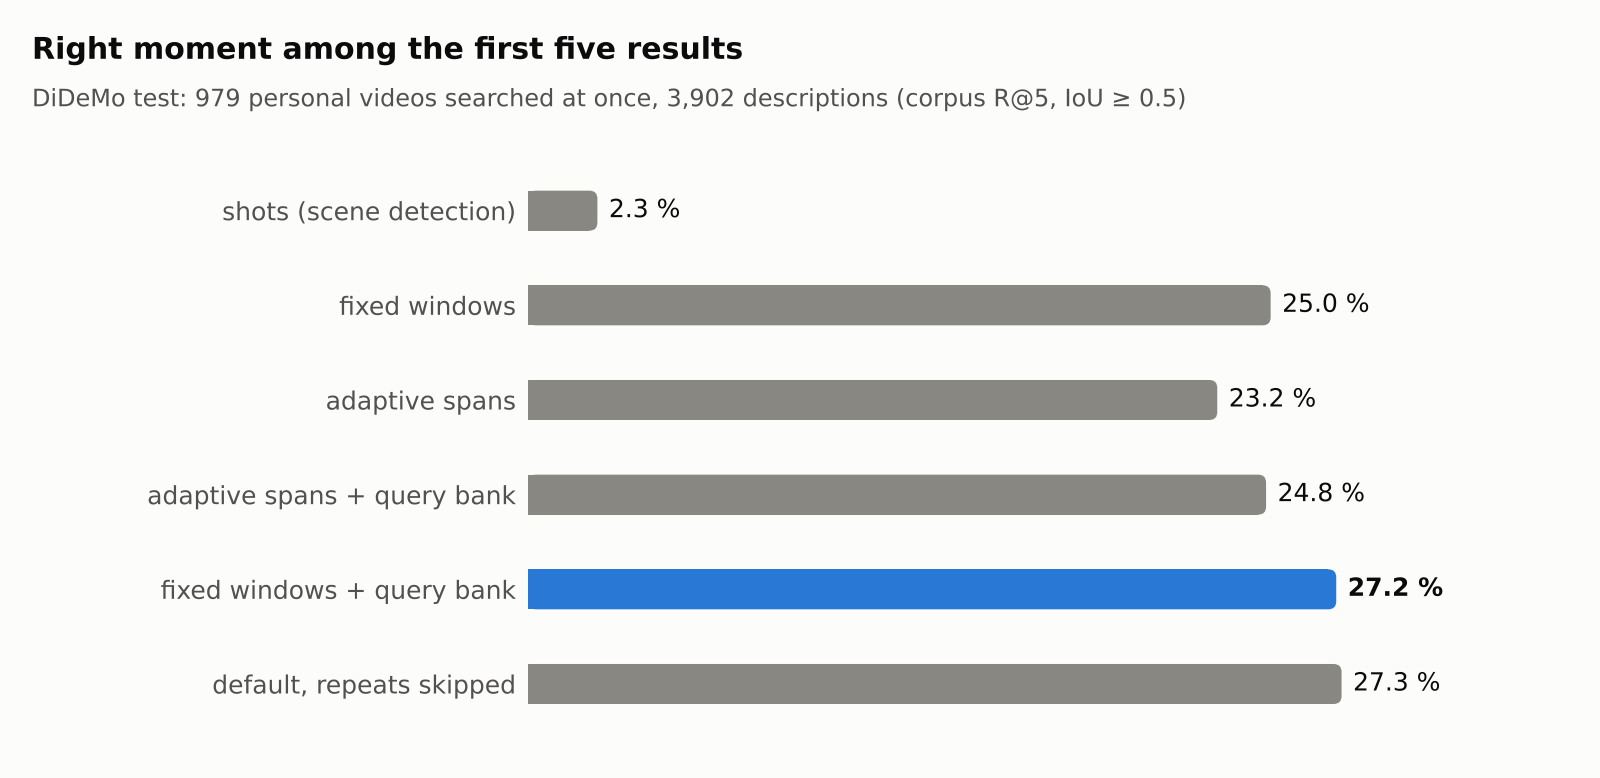 Right moment among the first five results
DiDeMo test: 979 personal videos searched at once, 3,902 descriptions (corpus R@5, IoU ≥ 0.5)
shots (scene detection) 2.3 %
fixed windows 25.0 %
adaptive spans 23.2 %
adaptive spans + query bank 24.8 %
fixed windows + query bank 27.2 %
default, repeats skipped 27.3 %